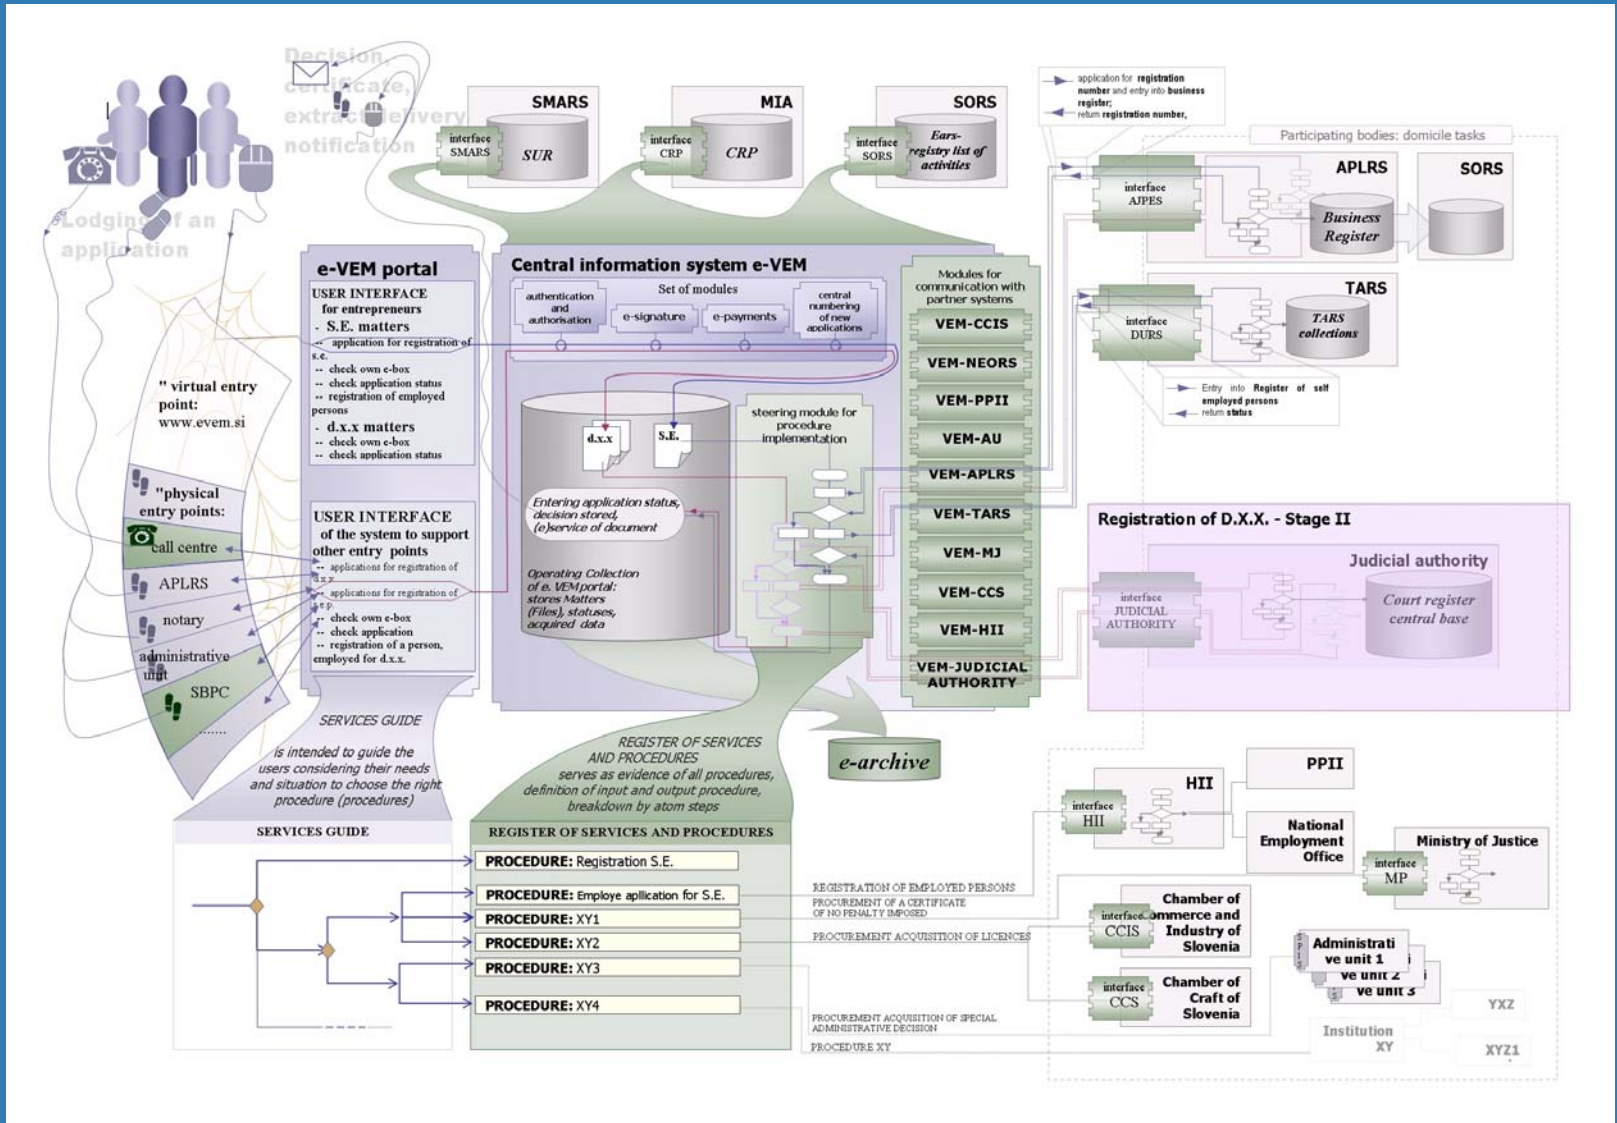 Decision,
certificate,
extract delivery
notification
Lodging of an
application
SMARS
interface
SMARS
SUR
MIA
interface
CRP
CRP
SORS
interface
SORS
Ears-
registry list of
activities
application for registration
number and entry into business
register;
return registration number,
Participating bodies: domicile tasks
interface
AJPES
APLRS
Business
Register
SORS
interface
DURS
TARS
TARS
collections
Entry into Register of self
employed persons
return status
" virtual entry
point:
www.evem.si
"physical
entry points:
call centre
APLRS
notary
administrative
unit
SBPC
.......
e-VEM portal
USER INTERFACE
for entrepreneurs
- S.E. matters
-- application for registration of
s.e.
-- check own e-box
-- check application status
-- registration of employed
persons
- d.x.x matters
-- check own e-box
-- check application status
USER INTERFACE
of the system to support
other entry points
-- applications for registration of
d.x.x
-- applications for registration of
s.e.p.
-- check own e-box
-- check application
-- registration of a person,
employed for d.x.x.
Central information system e-VEM
Set of modules
authentication
and
authorisation
e-signature
e-payments
central
numbering
of new
applications
d.x.x
S.E.
Entering application status,
decision stored,
(e)service of document
Operating Collection
of e. VEM portal:
stores Matters
(Files), statuses,
acquired data
steering module for
procedure
implementation
Modules for
communication with
partner systems
VEM-CCIS
VEM-NEORS
VEM-PPII
VEM-AU
VEM-APLRS
VEM-TARS
VEM-MJ
VEM-CCS
VEM-HII
VEM-JUDICIAL
AUTHORITY
Registration of D.X.X. - Stage II
Judicial authority
interface
JUDICIAL
AUTHORITY
Court register
central base
SERVICES GUIDE
is intended to guide the
users considering their needs
and situation to choose the right
procedure (procedures)
REGISTER OF SERVICES
AND PROCEDURES
serves as evidence of all procedures,
definition of input and output procedure,
breakdown by atom steps
e-archive
SERVICES GUIDE
REGISTER OF SERVICES AND PROCEDURES
PROCEDURE: Registration S.E.
PROCEDURE: Employe apllication for S.E.
PROCEDURE: XY1
PROCEDURE: XY2
PROCEDURE: XY3
PROCEDURE: XY4
REGISTRATION OF EMPLOYED PERSONS
PROCUREMENT OF A CERTIFICATE
OF NO PENALTY IMPOSED
PROCUREMENT ACQUISITION OF LICENCES
PROCUREMENT ACQUISITION OF SPECIAL
ADMINISTRATIVE DECISION
PROCEDURE XY
interface
HII
HII
PPII
National
Employment
Office
Ministry of Justice
interface
MP
interface
CCIS
Chamber of
Commerce and
Industry of
Slovenia
interface
CCS
Chamber of
Craft of
Slovenia
Administrati
ve unit 1
ve unit 2
ve unit 3
Institution
XY
YXZ
XYZ1